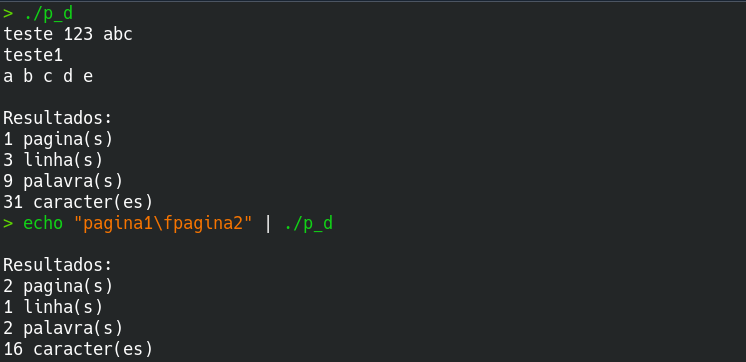 > ./p_d
teste 123 abc
teste1
a b c d e
Resultados:
1 pagina(s)
3 linha(s)
9 palavra(s)
31 caracter(es)
> echo "pagina1\fpagina2" | ./p_d
Resultados:
2 pagina(s)
1 linha(s)
2 palavra(s)
16 caracter(es)